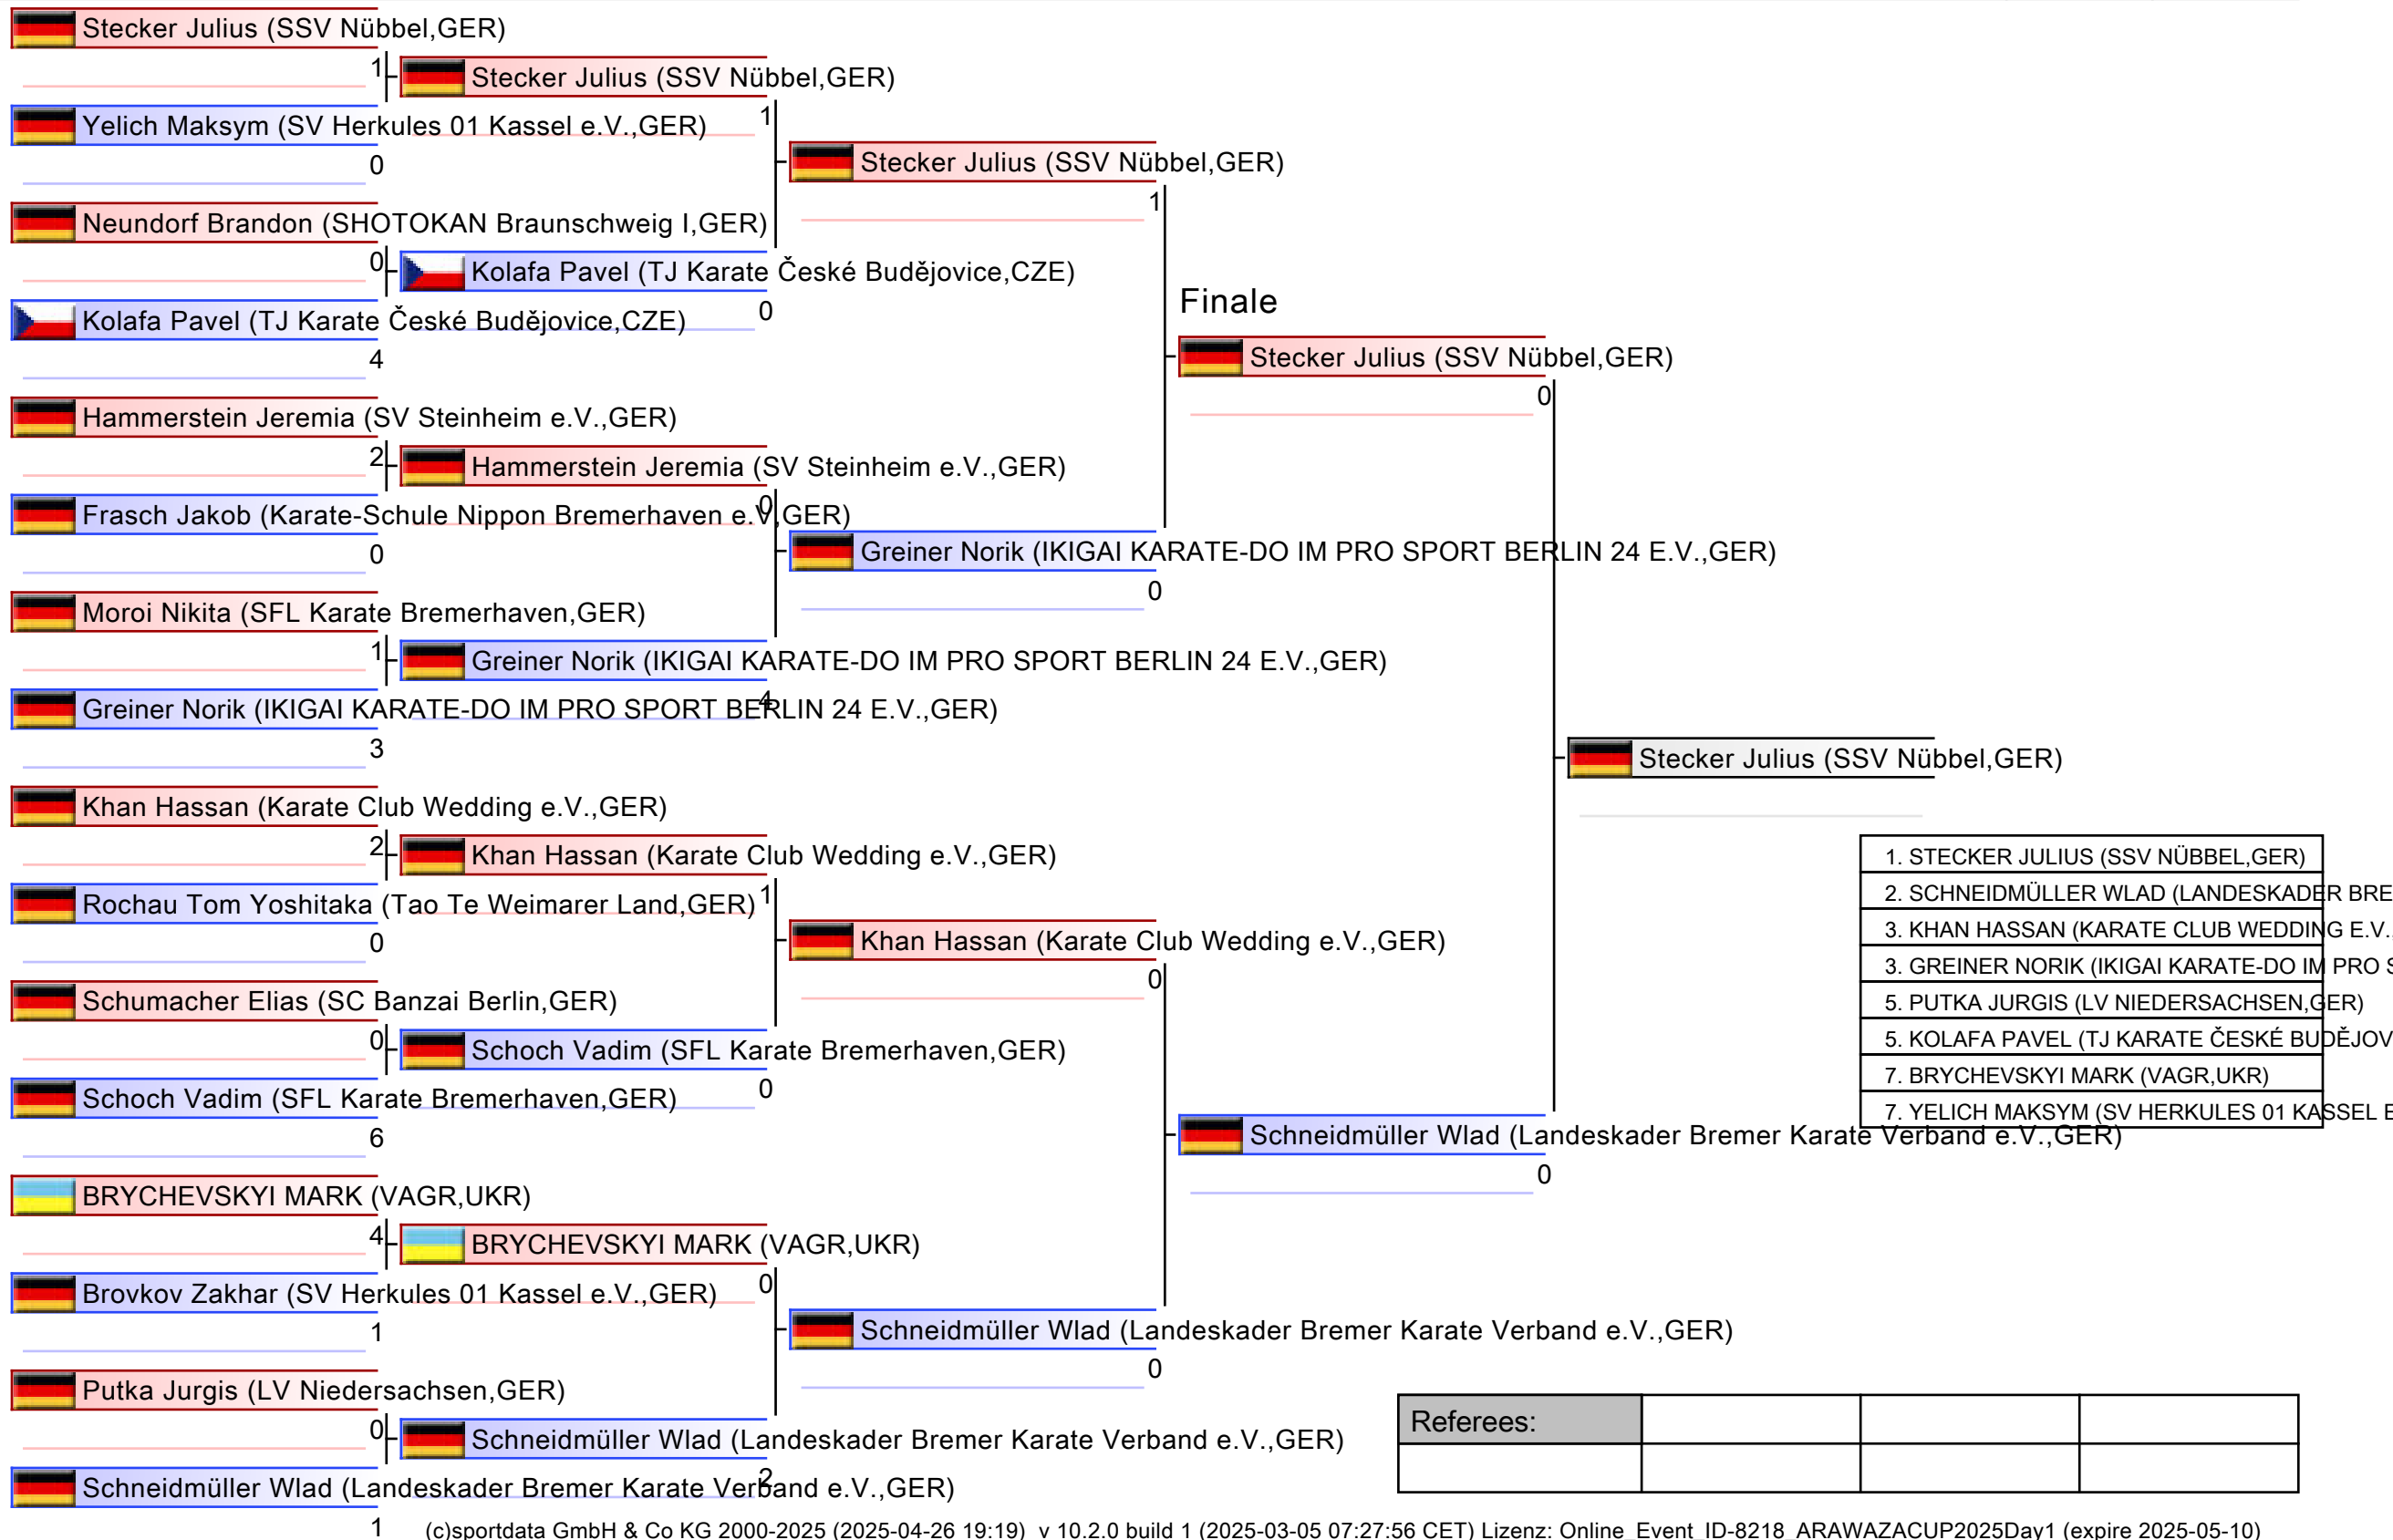 Stecker Julius (SSV Nübbel,GER)
1
Yelich Maksym (SV Herkules 01 Kassel e.V.,GER)
0
Neundorf Brandon (SHOTOKAN Braunschweig I,GER)
0
Kolafa Pavel (TJ Karate České Budějovice,CZE)
4
Hammerstein Jeremia (SV Steinheim e.V.,GER)
2
Frasch Jakob (Karate-Schule Nippon Bremerhaven e.V,GER)
0
Moroi Nikita (SFL Karate Bremerhaven,GER)
1
Greiner Norik (IKIGAI KARATE-DO IM PRO SPORT BERLIN 24 E.V.,GER)
3
Khan Hassan (Karate Club Wedding e.V.,GER)
2
Rochau Tom Yoshitaka (Tao Te Weimarer Land,GER)
0
Schumacher Elias (SC Banzai Berlin,GER)
0
Schoch Vadim (SFL Karate Bremerhaven,GER)
6
BRYCHEVSKYI MARK (VAGR,UKR)
4
Brovkov Zakhar (SV Herkules 01 Kassel e.V.,GER)
1
Putka Jurgis (LV Niedersachsen,GER)
0
Schneidmüller Wlad (Landeskader Bremer Karate Verband e.V.,GER)
1
Stecker Julius (SSV Nübbel,GER)
1
Kolafa Pavel (TJ Karate České Budějovice,CZE)
0
Hammerstein Jeremia (SV Steinheim e.V.,GER)
0
Greiner Norik (IKIGAI KARATE-DO IM PRO SPORT BERLIN 24 E.V.,GER)
4
Khan Hassan (Karate Club Wedding e.V.,GER)
1
Schoch Vadim (SFL Karate Bremerhaven,GER)
0
BRYCHEVSKYI MARK (VAGR,UKR)
0
Schneidmüller Wlad (Landeskader Bremer Karate Verband e.V.,GER)
2
Stecker Julius (SSV Nübbel,GER)
1
Greiner Norik (IKIGAI KARATE-DO IM PRO SPORT BERLIN 24 E.V.,GER)
0
Khan Hassan (Karate Club Wedding e.V.,GER)
0
Schneidmüller Wlad (Landeskader Bremer Karate Verband e.V.,GER)
0
Finale
Stecker Julius (SSV Nübbel,GER)
0
Schneidmüller Wlad (Landeskader Bremer Karate Verband e.V.,GER)
0
Stecker Julius (SSV Nübbel,GER)
1. STECKER JULIUS (SSV NÜBBEL,GER)
2. SCHNEIDMÜLLER WLAD (LANDESKADER BRE
3. KHAN HASSAN (KARATE CLUB WEDDING E.V.
3. GREINER NORIK (IKIGAI KARATE-DO IM PRO S
5. PUTKA JURGIS (LV NIEDERSACHSEN,GER)
5. KOLAFA PAVEL (TJ KARATE ČESKÉ BUDĚJOV
7. BRYCHEVSKYI MARK (VAGR,UKR)
7. YELICH MAKSYM (SV HERKULES 01 KASSEL E
Referees:
(c)sportdata GmbH & Co KG 2000-2025 (2025-04-26 19:19) v 10.2.0 build 1 (2025-03-05 07:27:56 CET) Lizenz: Online_Event_ID-8218_ARAWAZACUP2025Day1 (expire 2025-05-10)